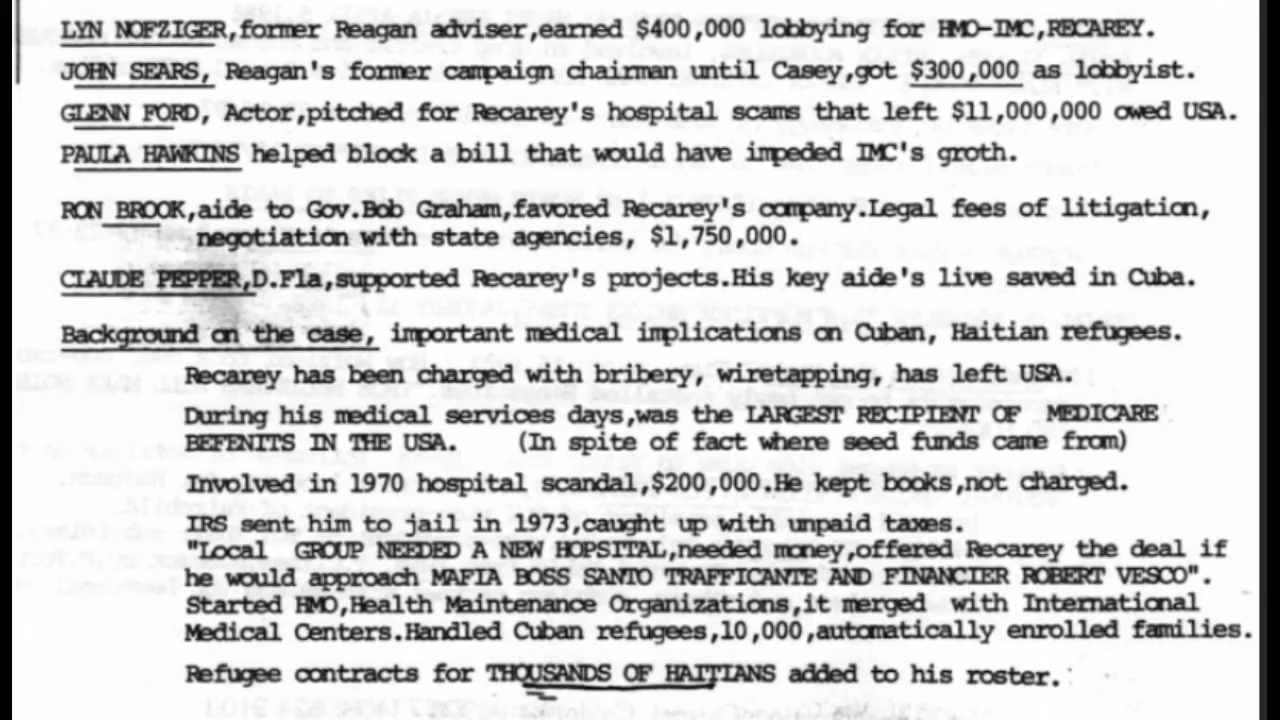 LYN NOFZIGER,former Reagan adviser,earned $400,000 lobbying for HMO-IMC,RECAREY.
JOHN SEARS, Reagan's former campaign chairman until Casey,got $300,000 as lobbyist.
GLENN FORD, Actor,pitched for Recarey's hospital scams that left $11,000,000 owed USA.
PAULA HAWKINS helped block a bill that would have impeded IMC's groth.
RON BROOK,aide to Gov.Bob Graham,favored Recarey's company.Legal fees of litigation,
negotiation with state agencies, $1,750,000.
CLAUDE PEPPER,D.Fla,supported Recarey's projects.His key aide's live saved in Cuba.
Background on the case, important medical implications on Cuban, Haitian refugees.
Recarey has been charged with bribery, wiretapping, has left USA.
During his medical services days,was the LARGEST RECIPIENT OF MEDICARE
BEFENITS IN THE USA. (In spite of fact where seed funds came from)
Involved in 1970 hospital scandal,$200,000.He kept books,not charged.
IRS sent him to jail in 1973,caught up with unpaid taxes.
"Local GROUP NEEDED A NEW HOPSITAL,needed money,offered Recarey the deal if
he would approach MAFIA BOSS SANTO TRAFFICANTE AND FINANCIER ROBERT VESCO".
Started HMO,Health Maintenance Organizations,it merged with International
Medical Centers.Handled Cuban refugees,10,000,automatically enrolled families.
Refugee contracts for THOUSANDS OF HAITIANS added to his roster.